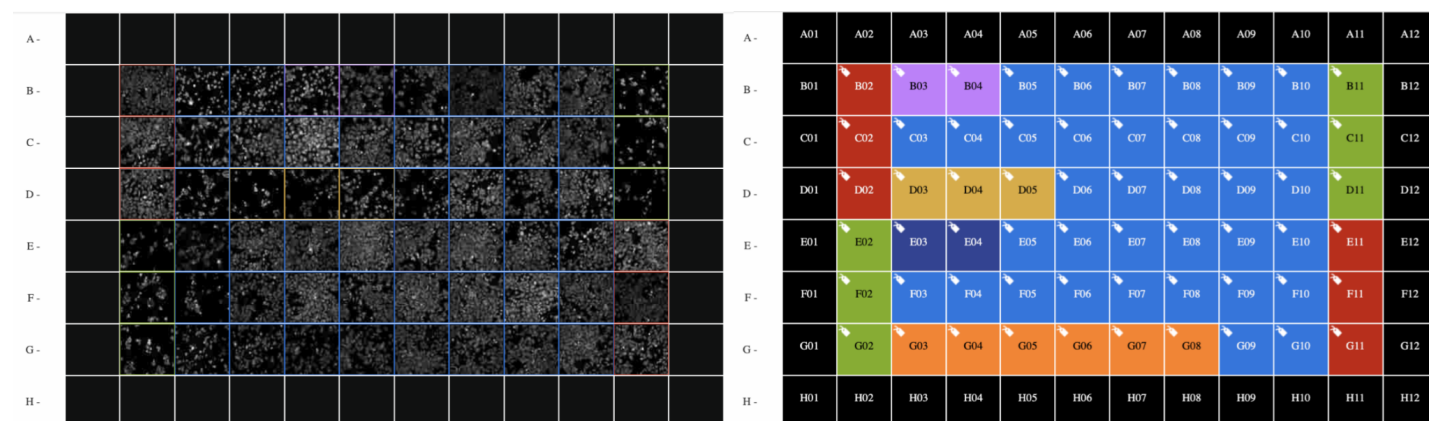 A -
B -
C -
D -
E -
F -
G -
H -
A - A01 A02 A03 A04 A05 A06 A07 A08 A09 A10 A11 A12
B - B01 B02 B03 B04 B05 B06 B07 B08 B09 B10 B11 B12
C - C01 C02 C03 C04 C05 C06 C07 C08 C09 C10 C11 C12
D - D01 D02 D03 D04 D05 D06 D07 D08 D09 D10 D11 D12
E - E01 E02 E03 E04 E05 E06 E07 E08 E09 E10 E11 E12
F - F01 F02 F03 F04 F05 F06 F07 F08 F09 F10 F11 F12
G - G01 G02 G03 G04 G05 G06 G07 G08 G09 G10 G11 G12
H - H01 H02 H03 H04 H05 H06 H07 H08 H09 H10 H11 H12